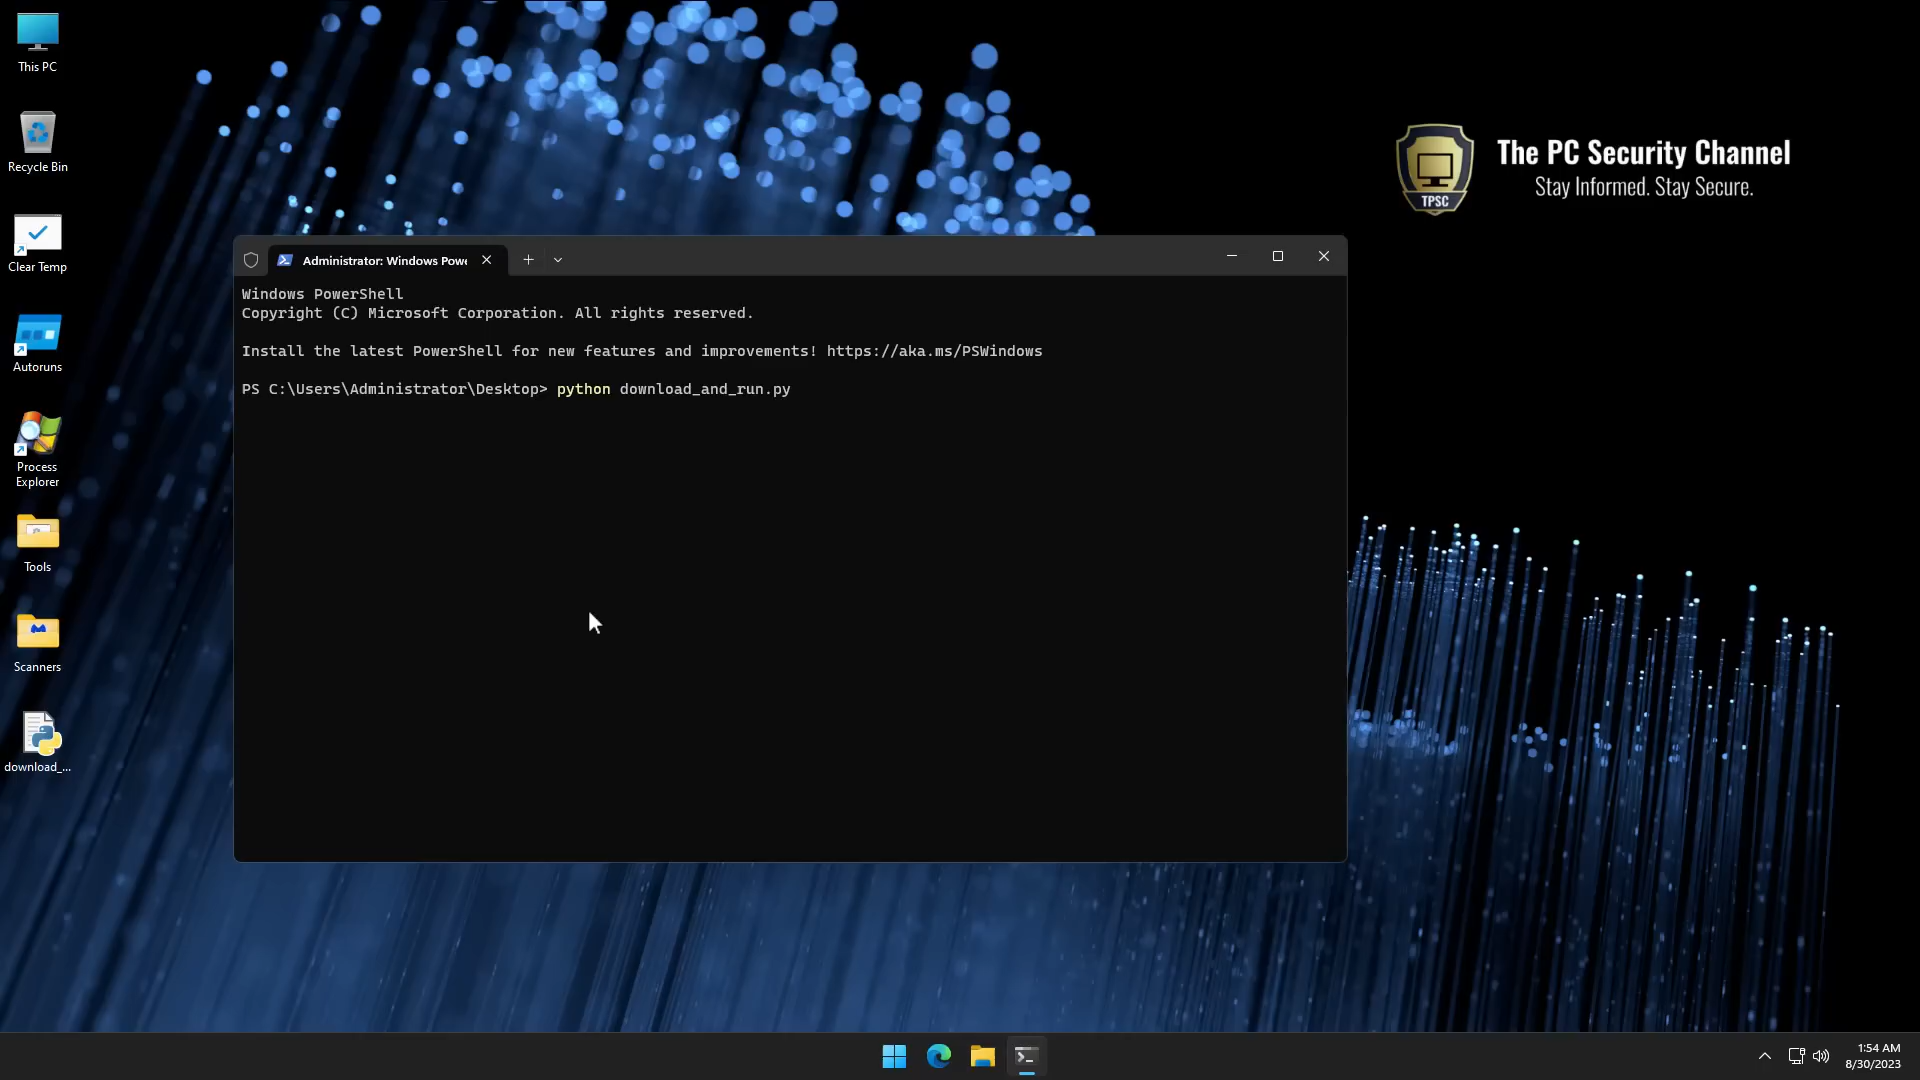 This PC
Recycle Bin
Clear Temp
Autoruns
Process
Explorer
Tools
Scanners
download_...
The PC Security Channel
Stay Informed. Stay Secure.
TPSC
Administrator: Windows Powe
Windows PowerShell
Copyright (C) Microsoft Corporation. All rights reserved.
Install the latest PowerShell for new features and improvements! https://aka.ms/PSWindows
PS C:\Users\Administrator\Desktop> python download_and_run.py
1:54 AM
8/30/2023